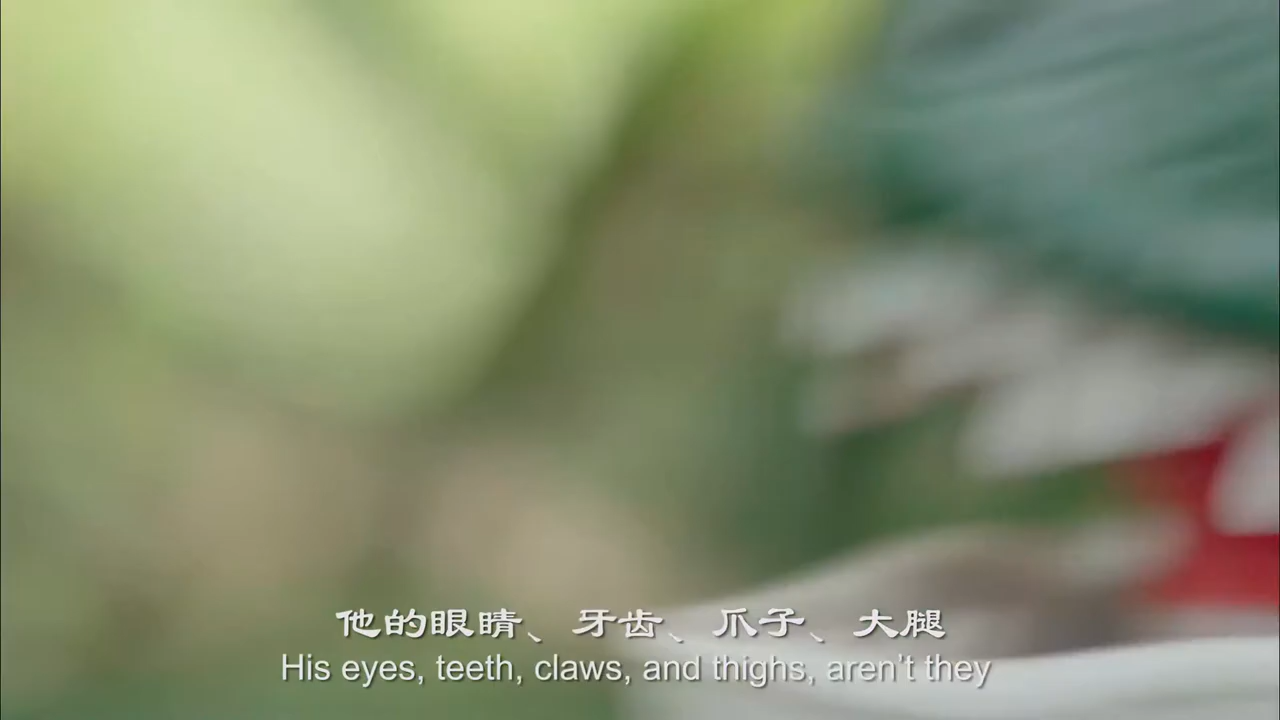 他的眼睛、牙齿、爪子、大腿
His eyes, teeth, claws, and thighs, aren't they